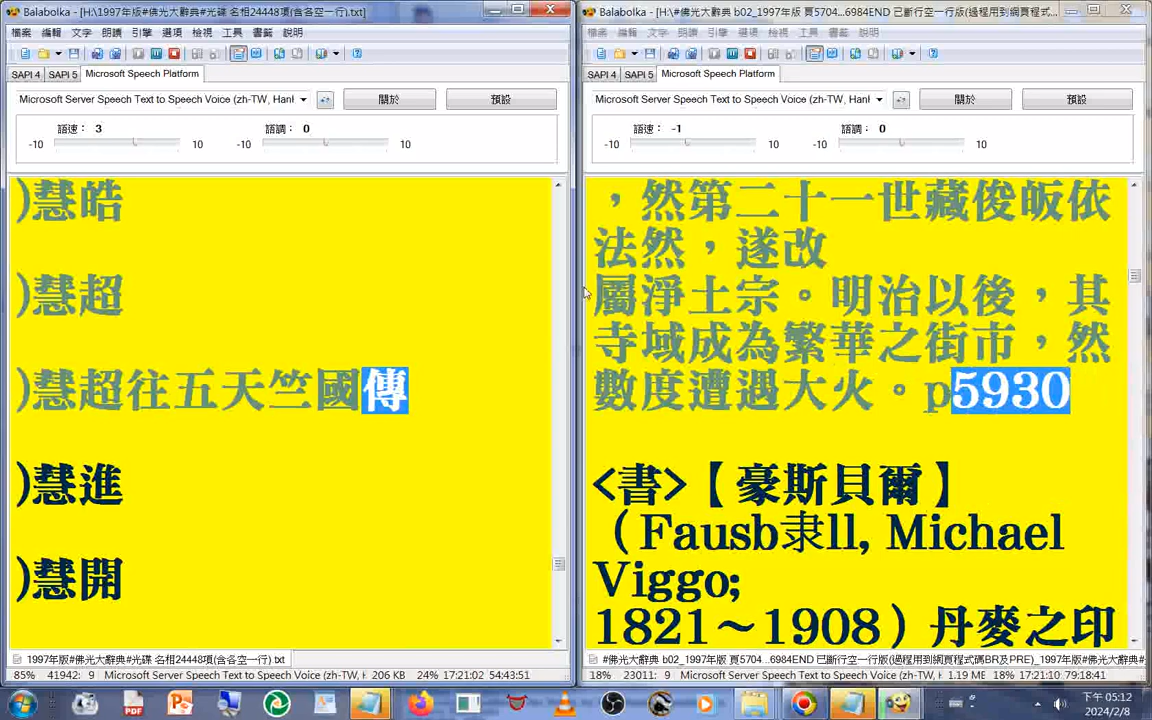 Balabolka - [H:\1997年版#佛光大辭典#光碟 名相24448項(含各空一行).txt]
檔案 編輯 文字 朗讀 引擎 選項 檢視 工具 書籤 說明
SAPI 4 SAPI 5 Microsoft Speech Platform
Microsoft Server Speech Text to Speech Voice (zh-TW, Hanl
關於
預設
語速： 3
語調： 0
-10 10 -10 10
)慧皓
)慧超
)慧超往五天竺國傳
)慧進
)慧開
1997年版#佛光大辭典#光碟 名相24448項(含各空一行).txt
85% 41942: 9 Microsoft Server Speech Text to Speech Voice (zh-TW, H 206 KB 24% 17:21:02 54:43:51
Balabolka - [H:\#佛光大辭典 b02_1997年版 頁5704...6984END 已斷行空一行版(過程用到網頁程式...
檔案 編輯 文字 朗讀 引擎 選項 檢視 工具 書籤 說明
SAPI 4 SAPI 5 Microsoft Speech Platform
Microsoft Server Speech Text to Speech Voice (zh-TW, Hanl
關於
預設
語速： -1
語調： 0
-10 10 -10 10
，然第二十一世藏俊皈依
法然，遂改
屬淨土宗。明治以後，其
寺域成為繁華之街市，然
數度遭遇大火。p5930
<書>【豪斯貝爾】
（Fausb隶ll, Michael
Viggo;
1821～1908）丹麥之印
#佛光大辭典 b02_1997年版 頁5704...6984END 已斷行空一行版(過程用到網頁程式碼BR及PRE)_1997年版#
18% 23011: 9 Microsoft Server Speech Text to Speech Voice (zh-TW, H 1.19 ME 18% 17:21:10 79:18:41
下午 05:12
2024/2/8